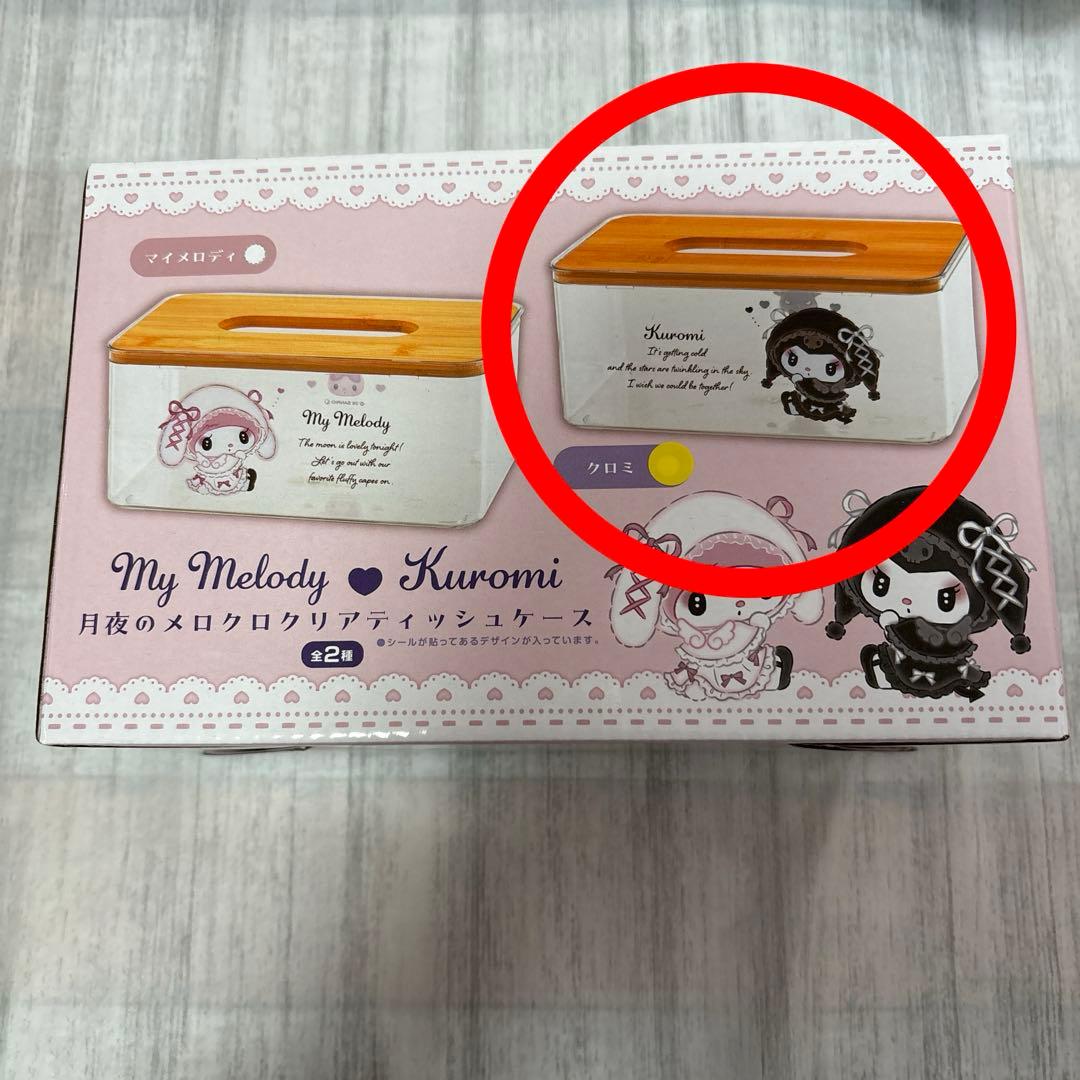 マイメロディ
My Melody
The moon is lovely tonight!
Let's go out with our
favorite fluffy capes on.
Kuromi
It's getting cold
and the stars are twinkling in the sky.
I wish we could be together!
クロミ
My Melody Kuromi
月夜のメロクロクリアティッシュケース
●シールが貼ってあるデザインが入っています。
全2種